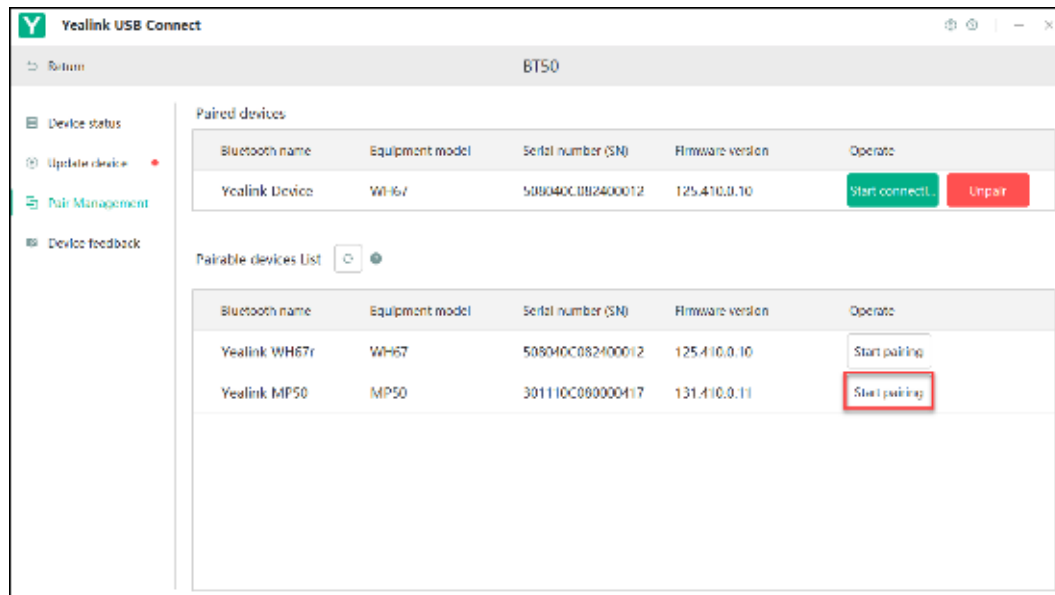 Yealink USB Connect
Return BT50
Device status
Update device
Pair Management
Device feedback
Paired devices
Bluetooth name Equipment model Serial number (SN) Firmware version Operate
Yealink Device WH67 508040C082400012 125.410.0.10 Start connecti... Unpair
Pairable devices List
Bluetooth name Equipment model Serial number (SN) Firmware version Operate
Yealink WH67r WH67 508040C082400012 125.410.0.10 Start pairing
Yealink MP50 MP50 301110C080000417 131.410.0.11 Start pairing